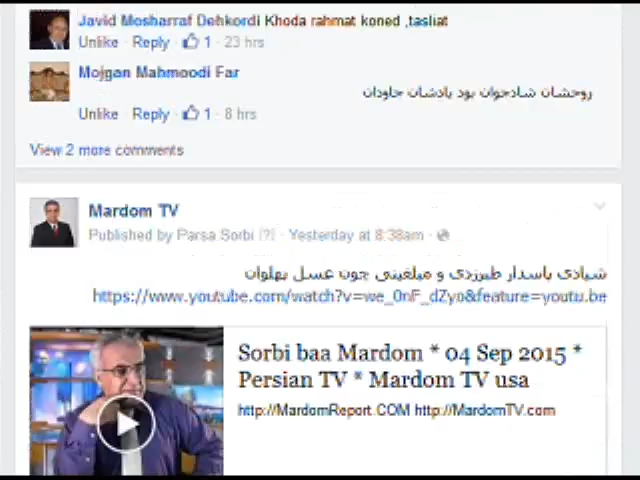 Javid Mosharraf Dehkordi Khoda rahmat koned ,tasliat
Unlike · Reply · 1 · 23 hrs
Mojgan Mahmoodi Far
روحشان شادجوان بود یادشان جاودان
Unlike · Reply · 1 · 8 hrs
View 2 more comments
Mardom TV
Published by Parsa Sorbi [?] · Yesterday at 8:38am ·
شیادی پاسدار طبرزدی و مبلغینی چون عسل پهلوان
https://www.youtube.com/watch?v=we_0nF_dZyo&feature=youtu.be
Sorbi baa Mardom * 04 Sep 2015 *
Persian TV * Mardom TV usa
http://MardomReport.COM http://MardomTV.com